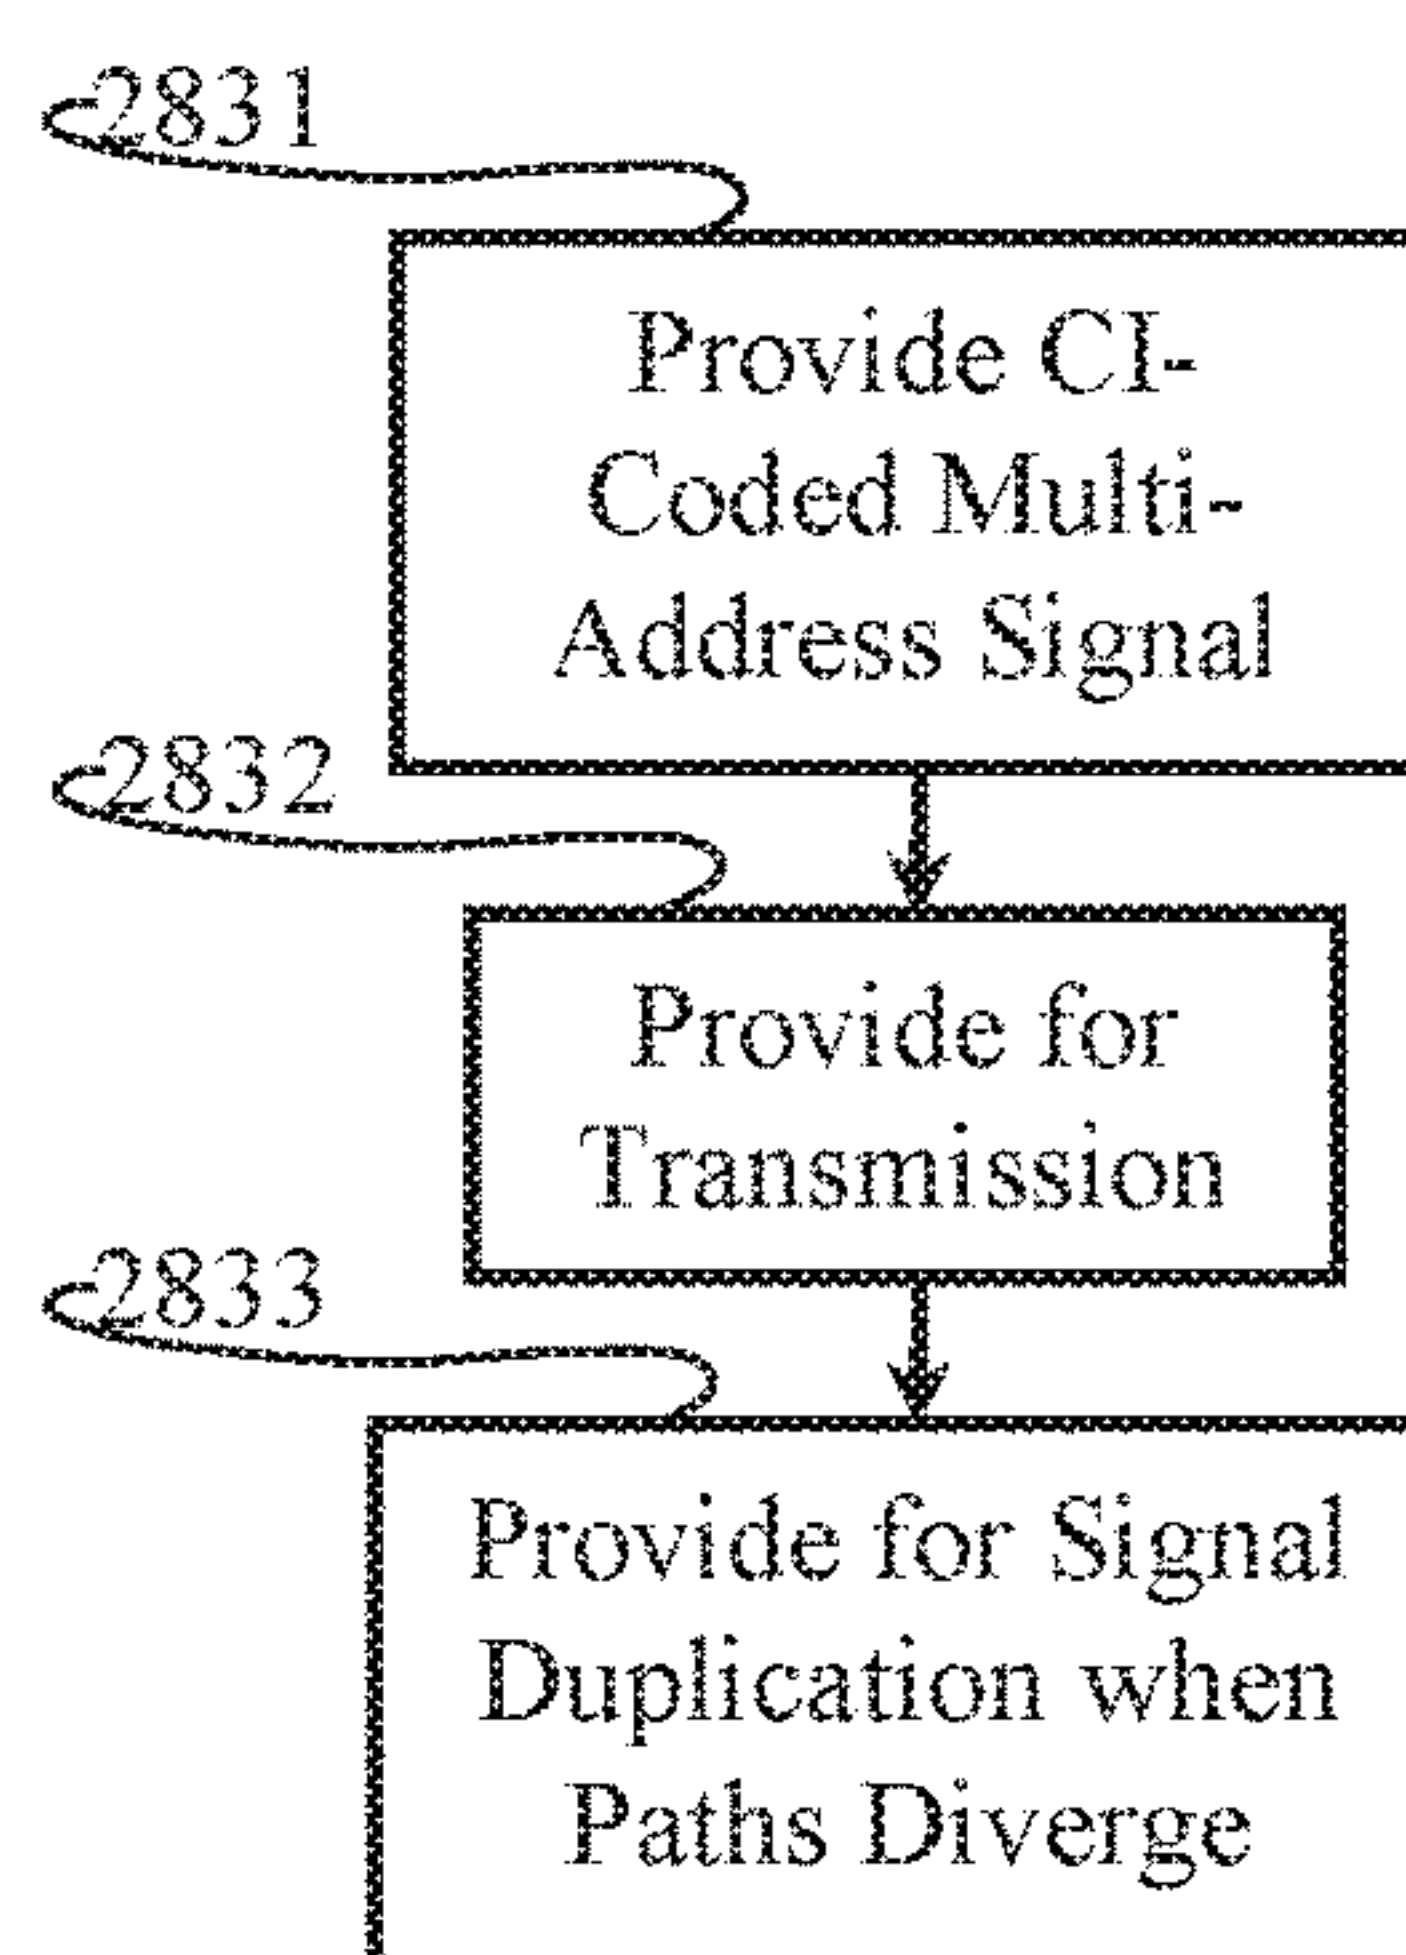 2831
Provide CI-
Coded Multi-
Address Signal
2832
Provide for
Transmission
2833
Provide for Signal
Duplication when
Paths Diverge